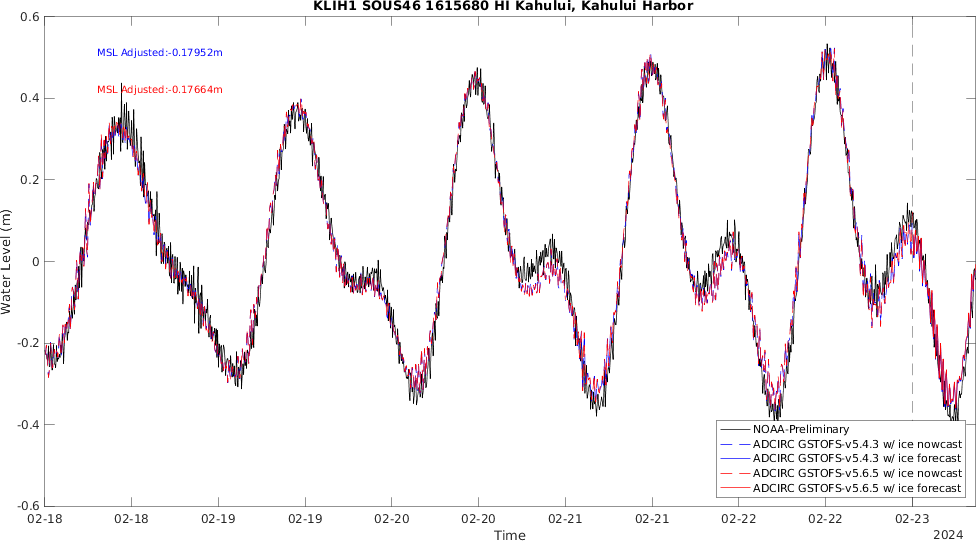 KLIH1 SOUS46 1615680 HI Kahului, Kahului Harbor
0.6
MSL Adjusted:-0.17952m
MSL Adjusted:-0.17664m
0.4
0.2
0
-0.2
-0.4
-0.6
Water Level (m)
NOAA-Preliminary
ADCIRC GSTOFS-v5.4.3 w/ ice nowcast
ADCIRC GSTOFS-v5.4.3 w/ ice forecast
ADCIRC GSTOFS-v5.6.5 w/ ice nowcast
ADCIRC GSTOFS-v5.6.5 w/ ice forecast
02-18 02-18 02-19 02-19 02-20 02-20 02-21 02-21 02-22 02-22 02-23
Time
2024